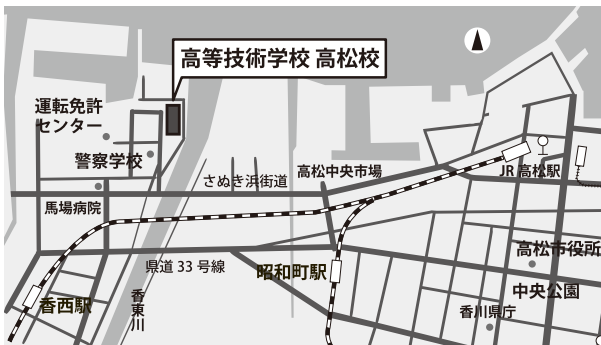 高等技術学校 高松校
運転免許
センター
警察学校
さぬき浜街道
高松中央市場
JR 高松駅
馬場病院
県道 33 号線
昭和町駅
高松市役所
中央公園
香西駅
香東川
香川県庁